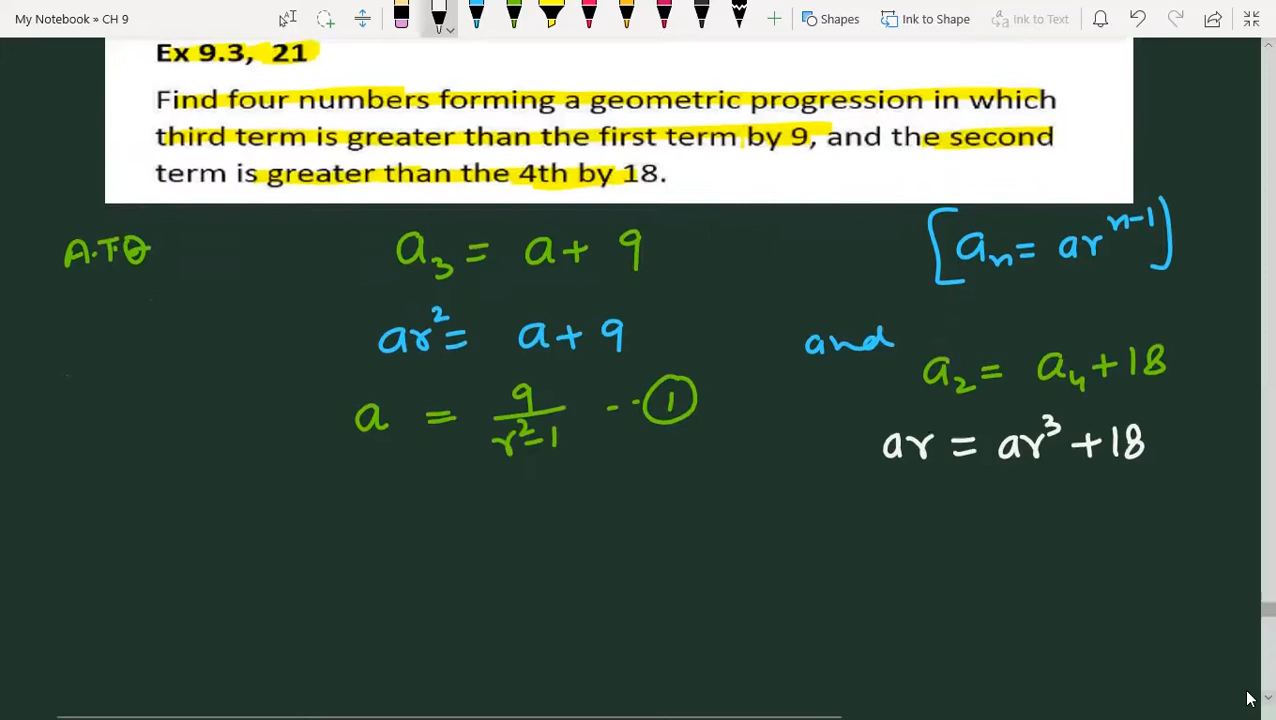 My Notebook » CH 9
Shapes
Ink to Shape
Ink to Text
Ex 9.3, 21
Find four numbers forming a geometric progression in which
third term is greater than the first term by 9, and the second
term is greater than the 4th by 18.
A.T.Q
a₃ = a + 9
[aₙ = arⁿ⁻¹]
ar² = a + 9
and
a₂ = a₄ + 18
a = 9/(r²-1) --- ①
ar = ar³ + 18